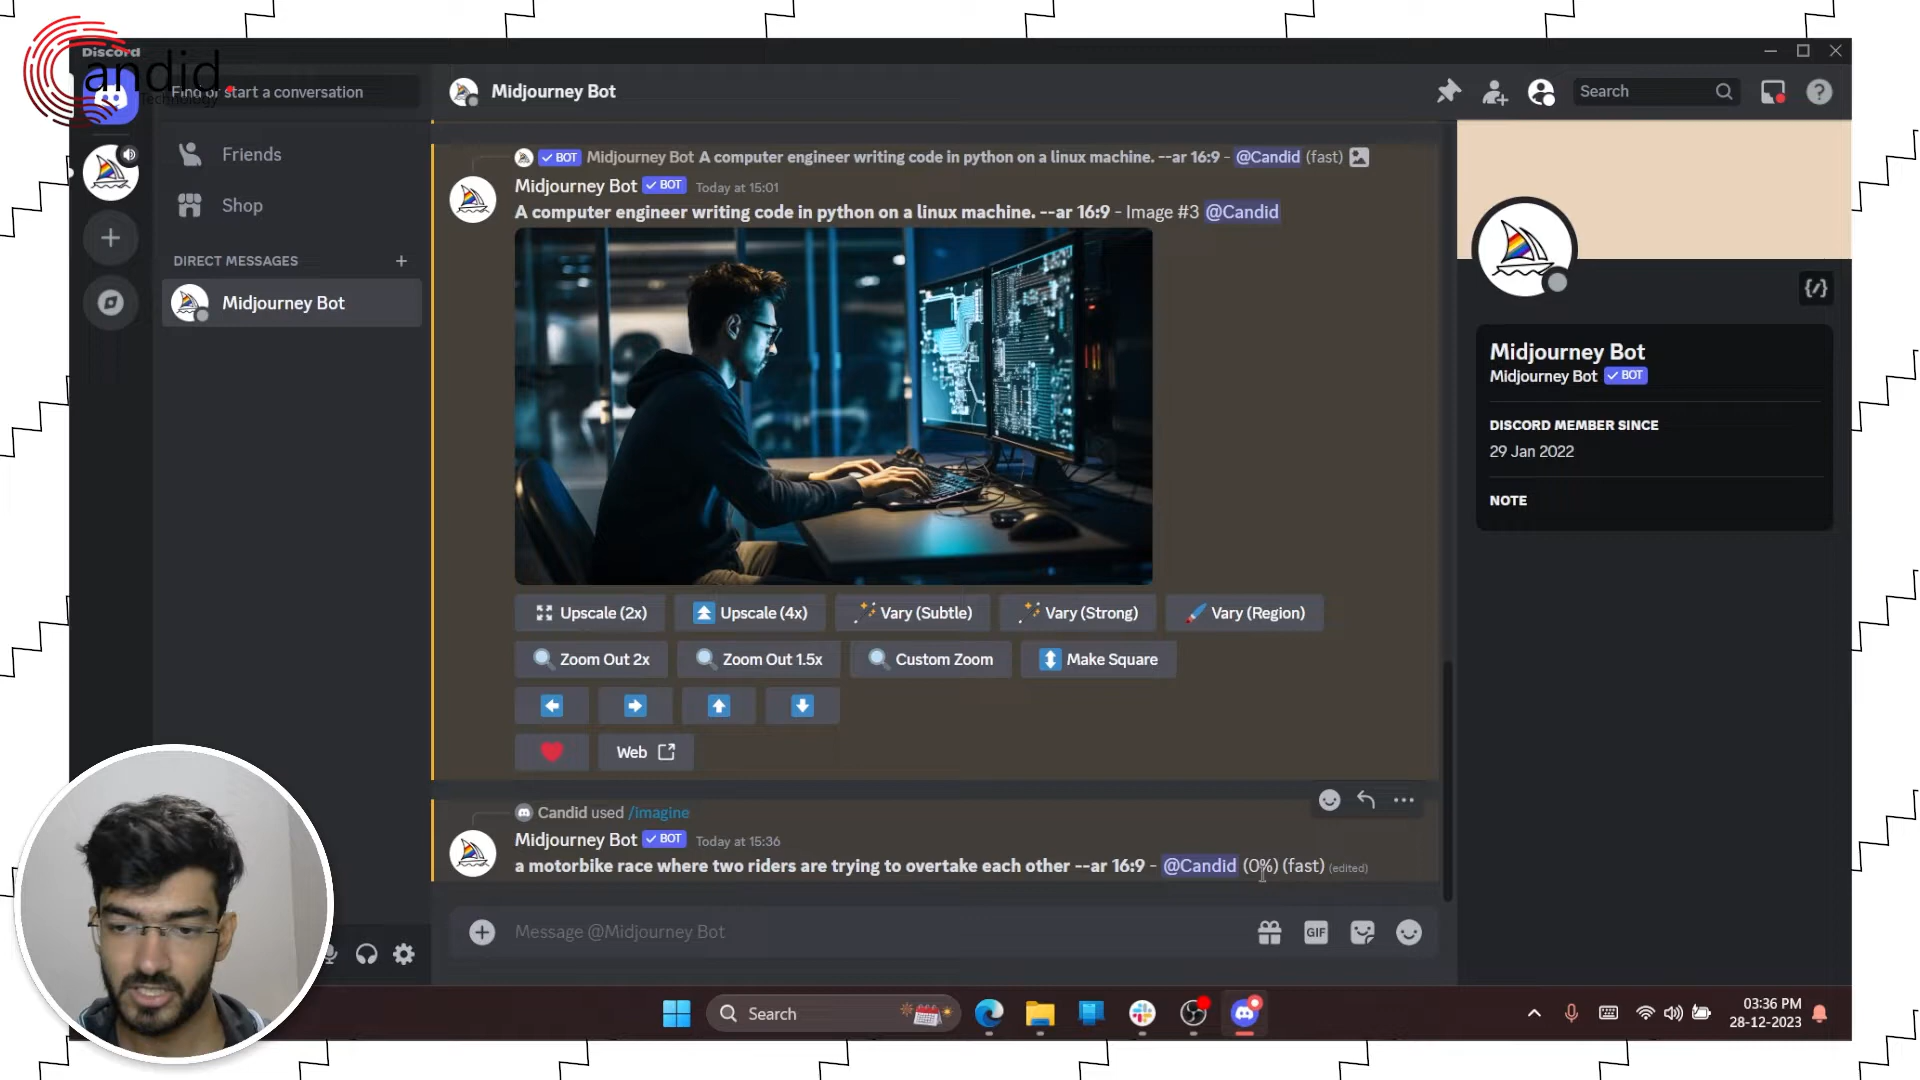 Discord
Candid
Technology
Find or start a conversation
Midjourney Bot
Search
Friends
Shop
DIRECT MESSAGES
Midjourney Bot
BOT Midjourney Bot A computer engineer writing code in python on a linux machine. --ar 16:9 - @Candid (fast)
Midjourney Bot BOT Today at 15:01
A computer engineer writing code in python on a linux machine. --ar 16:9 - Image #3 @Candid
Upscale (2x) Upscale (4x) Vary (Subtle) Vary (Strong) Vary (Region)
Zoom Out 2x Zoom Out 1.5x Custom Zoom Make Square
Web
Candid used /imagine
Midjourney Bot BOT Today at 15:36
a motorbike race where two riders are trying to overtake each other --ar 16:9 - @Candid (0%) (fast) (edited)
Message @Midjourney Bot
GIF
Midjourney Bot
Midjourney Bot BOT
DISCORD MEMBER SINCE
29 Jan 2022
NOTE
Search
03:36 PM
28-12-2023